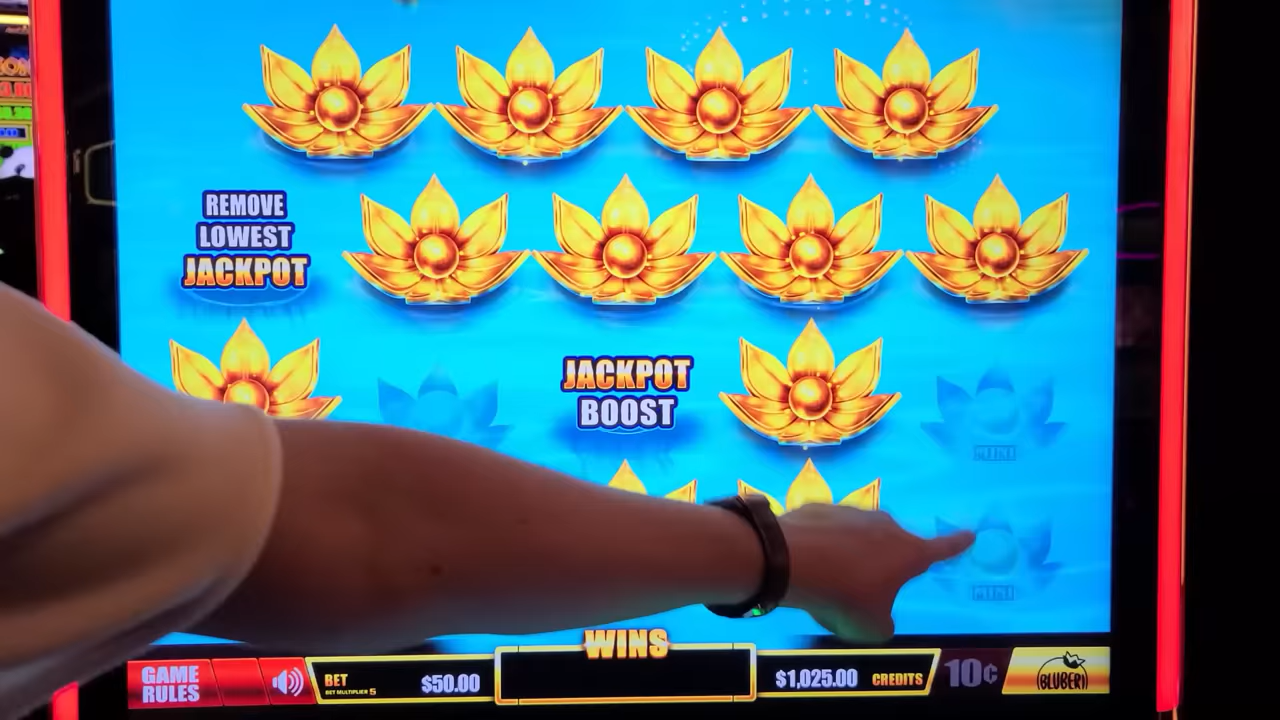 REMOVE
LOWEST
JACKPOT
JACKPOT
BOOST
MINI
MINI
WINS
GAME
RULES
BET
BET MULTIPLIER 5
$50.00
$1,025.00
CREDITS
10¢
BLUBERI